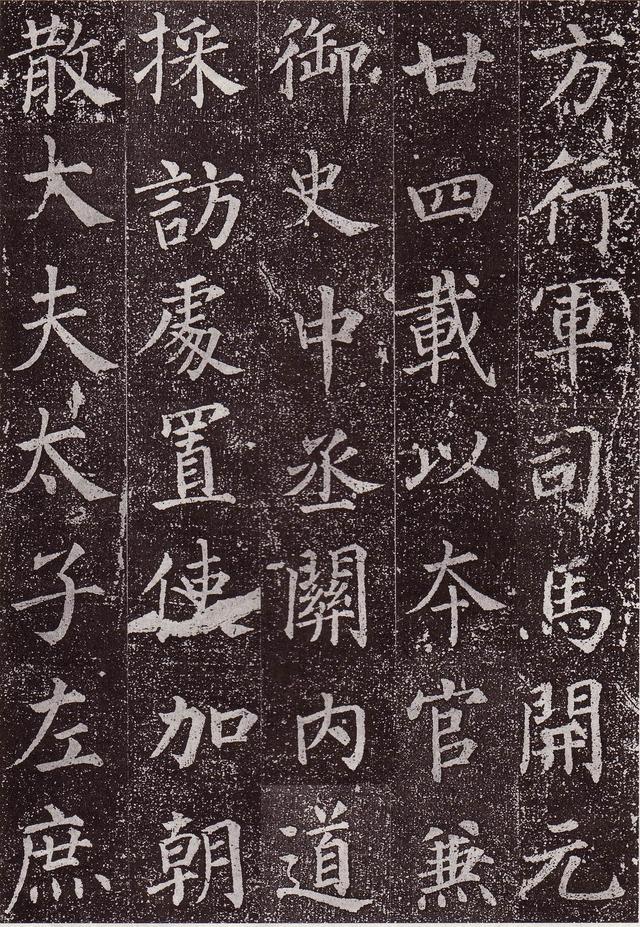 方行軍司馬開元
廿四載以本官兼
御史中丞關内道
採訪處置使加朝
散大夫太子左庶